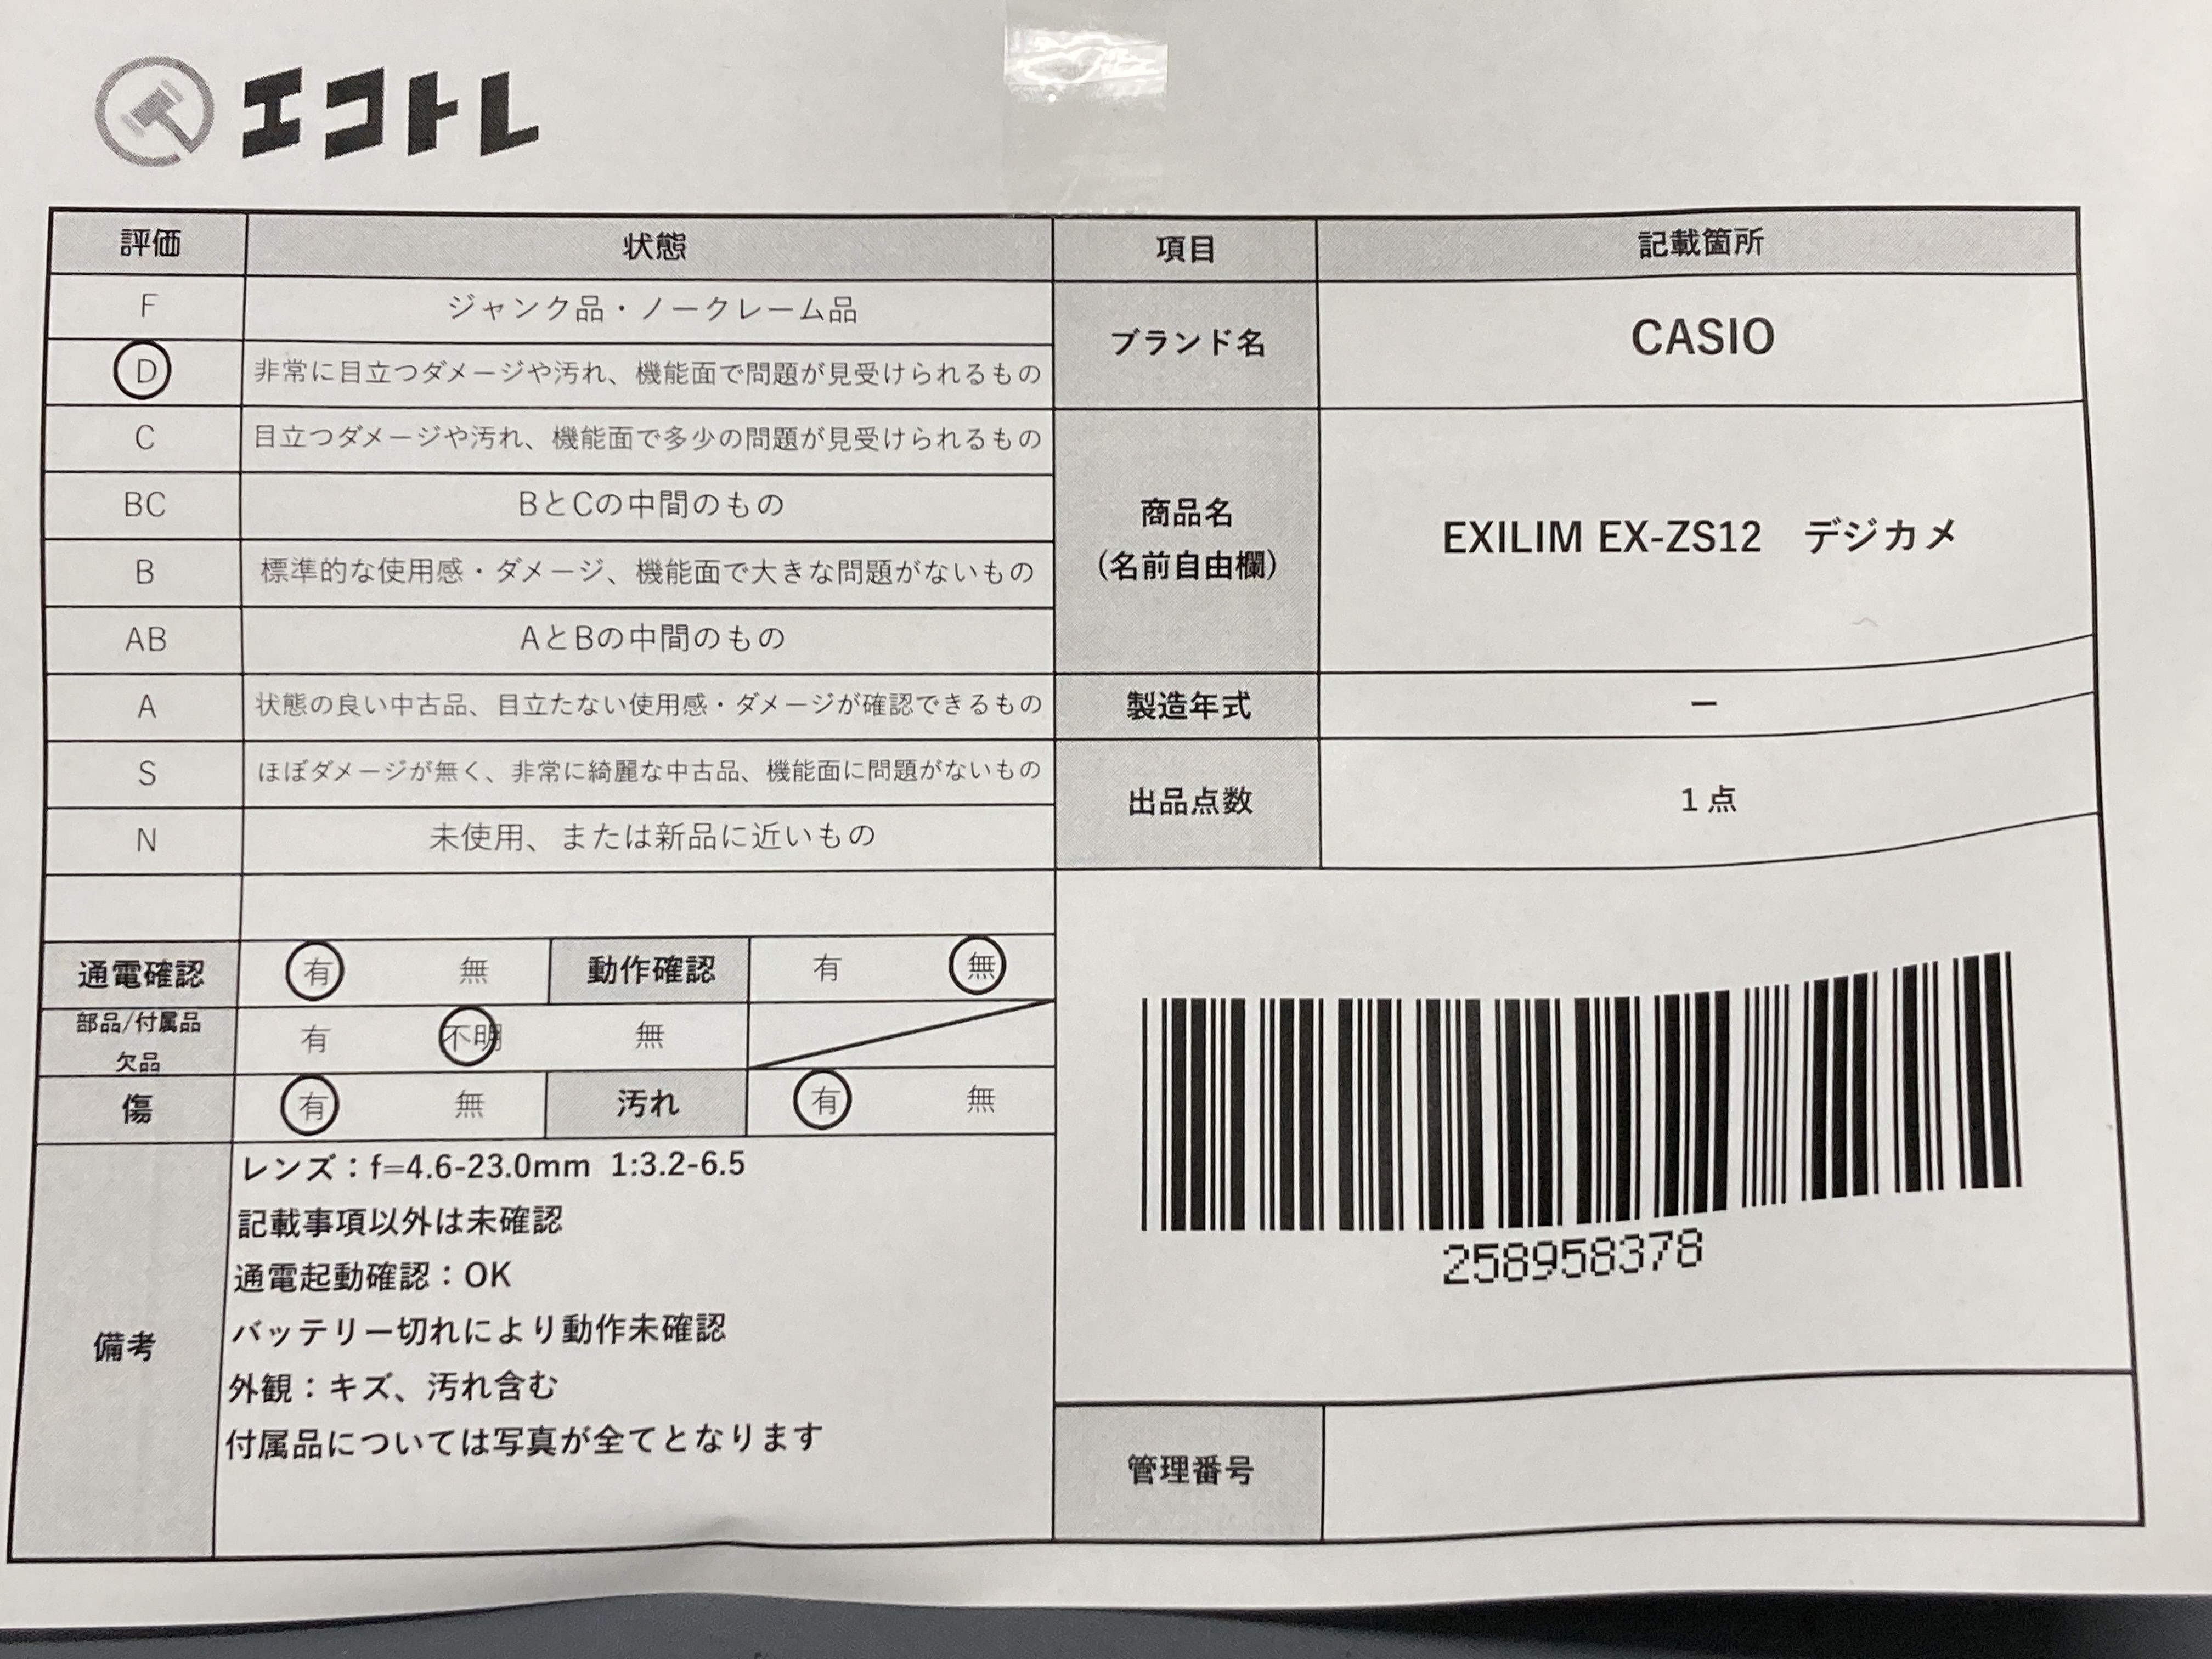 エコトレ
評価 状態 項目 記載箇所
F ジャンク品・ノークレーム品
D 非常に目立つダメージや汚れ、機能面で問題が見受けられるもの
C 目立つダメージや汚れ、機能面で多少の問題が見受けられるもの
BC BとCの中間のもの
B 標準的な使用感・ダメージ、機能面で大きな問題がないもの
AB AとBの中間のもの
A 状態の良い中古品、目立たない使用感・ダメージが確認できるもの
S ほぼダメージが無く、非常に綺麗な中古品、機能面に問題がないもの
N 未使用、または新品に近いもの
ブランド名 CASIO
商品名
(名前自由欄) EXILIM EX-ZS12 デジカメ
製造年式 ー
出品点数 1点
通電確認 有 無 動作確認 有 無
部品/付属品
欠品 有 不明 無
傷 有 無 汚れ 有 無
備考
レンズ：f=4.6-23.0mm 1:3.2-6.5
記載事項以外は未確認
通電起動確認：OK
バッテリー切れにより動作未確認
外観：キズ、汚れ含む
付属品については写真が全てとなります
258958378
管理番号